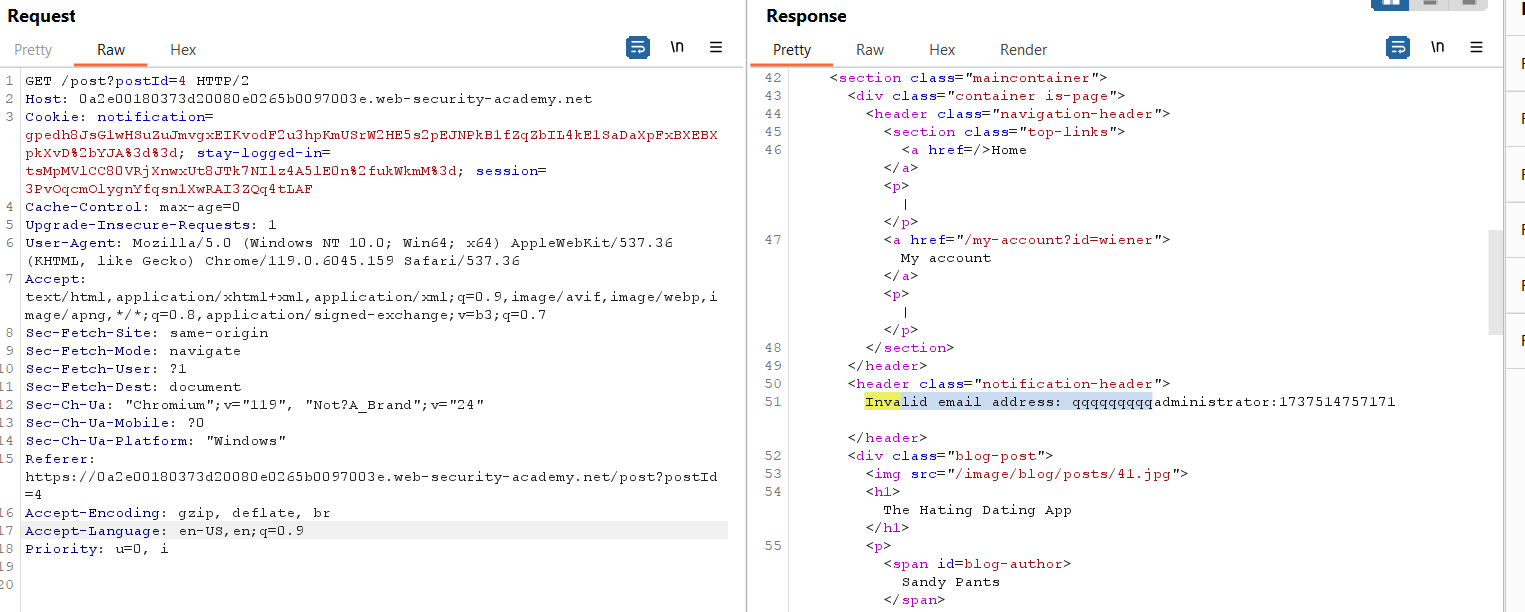 Request
Pretty Raw Hex
\n
1 GET /post?postId=4 HTTP/2
2 Host: 0a2e00180373d20080e0265b0097003e.web-security-academy.net
3 Cookie: notification=
gpedh8JsG1wHSuZuJmvgxEIKvodF2u3hpKmUSrW2HE5s2pEJNPkB1fZqZbIL4kE1SaDaXpFxBXEBX
pkXvD%2bYJA%3d%3d; stay-logged-in=
tsMpMVlCC80VRjXnwxUt8JTk7NIlz4A5lE0n%2fukWkmM%3d; session=
3PvOqcmOlygnYfqsn1XwRAI3ZQq4tLAF
4 Cache-Control: max-age=0
5 Upgrade-Insecure-Requests: 1
6 User-Agent: Mozilla/5.0 (Windows NT 10.0; Win64; x64) AppleWebKit/537.36
(KHTML, like Gecko) Chrome/119.0.6045.159 Safari/537.36
7 Accept:
text/html,application/xhtml+xml,application/xml;q=0.9,image/avif,image/webp,i
mage/apng,*/*;q=0.8,application/signed-exchange;v=b3;q=0.7
8 Sec-Fetch-Site: same-origin
9 Sec-Fetch-Mode: navigate
10 Sec-Fetch-User: ?1
11 Sec-Fetch-Dest: document
12 Sec-Ch-Ua: "Chromium";v="119", "Not?A_Brand";v="24"
13 Sec-Ch-Ua-Mobile: ?0
14 Sec-Ch-Ua-Platform: "Windows"
15 Referer:
https://0a2e00180373d20080e0265b0097003e.web-security-academy.net/post?postId
=4
16 Accept-Encoding: gzip, deflate, br
17 Accept-Language: en-US,en;q=0.9
18 Priority: u=0, i
19
20
Response
Pretty Raw Hex Render
\n
42 <section class="maincontainer">
43 <div class="container is-page">
44 <header class="navigation-header">
45 <section class="top-links">
46 <a href=/>Home
</a>
<p>
|
</p>
47 <a href="/my-account?id=wiener">
My account
</a>
<p>
|
</p>
48 </section>
49 </header>
50 <header class="notification-header">
51 Invalid email address: qqqqqqqqqadministrator:1737514757171
</header>
52 <div class="blog-post">
53 <img src="/image/blog/posts/41.jpg">
54 <h1>
The Hating Dating App
</h1>
55 <p>
<span id=blog-author>
Sandy Pants
</span>